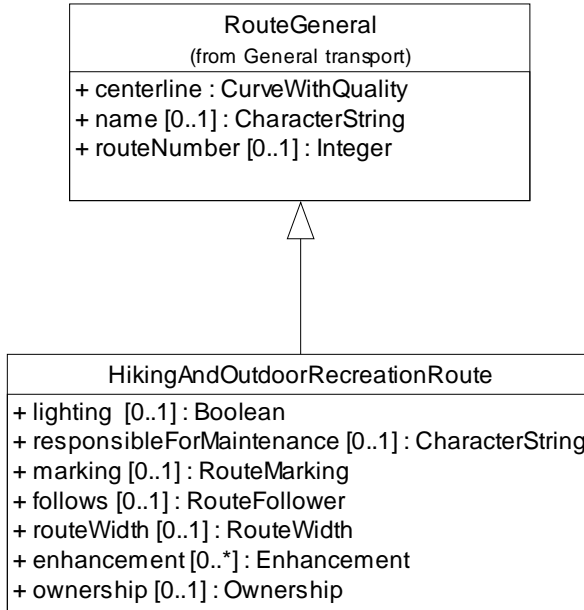 RouteGeneral
(from General transport)
+ centerline : CurveWithQuality
+ name [0..1] : CharacterString
+ routeNumber [0..1] : Integer
HikingAndOutdoorRecreationRoute
+ lighting [0..1] : Boolean
+ responsibleForMaintenance [0..1] : CharacterString
+ marking [0..1] : RouteMarking
+ follows [0..1] : RouteFollower
+ routeWidth [0..1] : RouteWidth
+ enhancement [0..*] : Enhancement
+ ownership [0..1] : Ownership